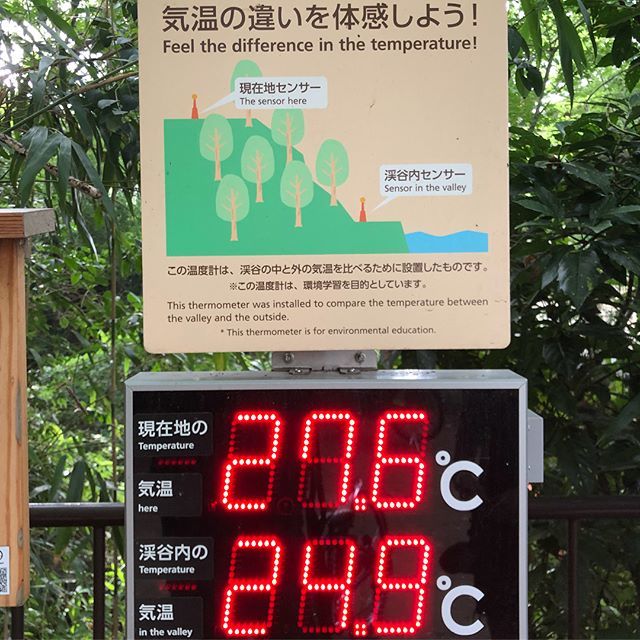 気温の違いを体感しよう!
Feel the difference in the temperature!
現在地センサー
The sensor here
渓谷内センサー
Sensor in the valley
この温度計は、渓谷の中と外の気温を比べるために設置したものです。
※この温度計は、環境学習を目的としています。
This thermometer was installed to compare the temperature between
the valley and the outside.
* This thermometer is for environmental education.
現在地の
Temperature
気温
here
27.6℃
渓谷内の
Temperature
気温
in the valley
24.9℃